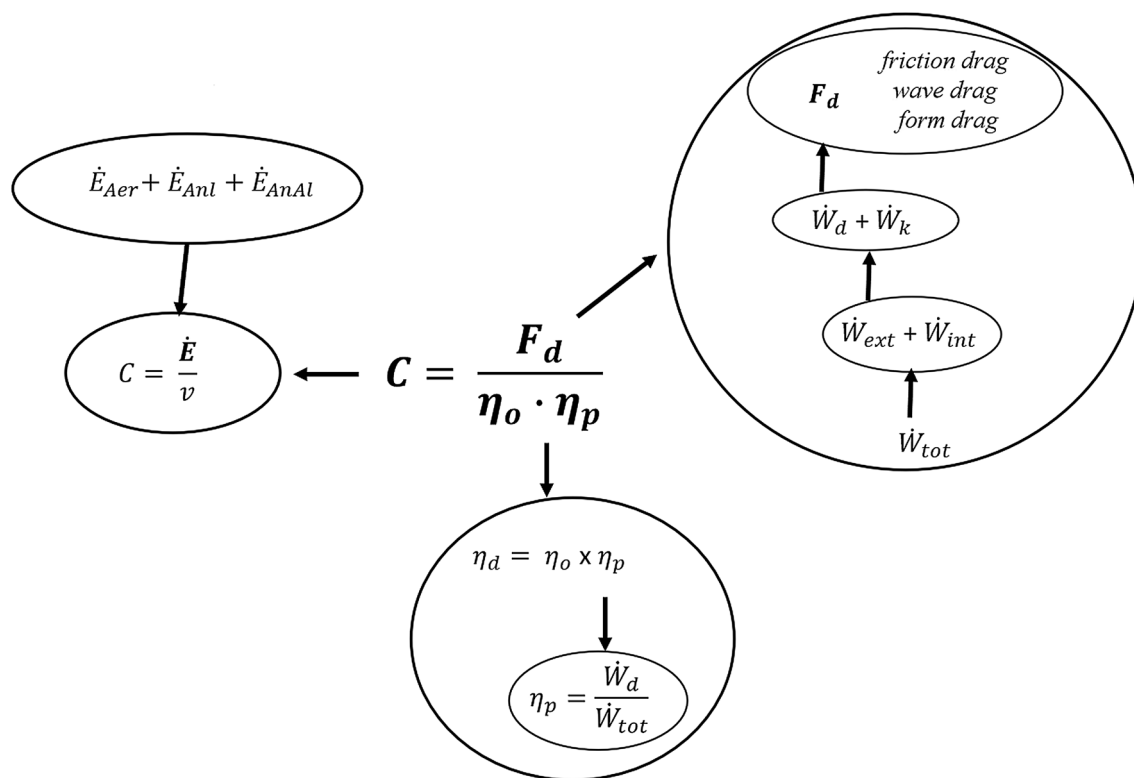 friction drag
F_d wave drag
form drag
Ė_Aer + Ė_Anl + Ė_AnAl
Ẇ_d + Ẇ_k
Ẇ_ext + Ẇ_int
C = Ė / v
C = F_d / η_o · η_p
Ẇ_tot
η_d = η_o x η_p
η_p = Ẇ_d / Ẇ_tot